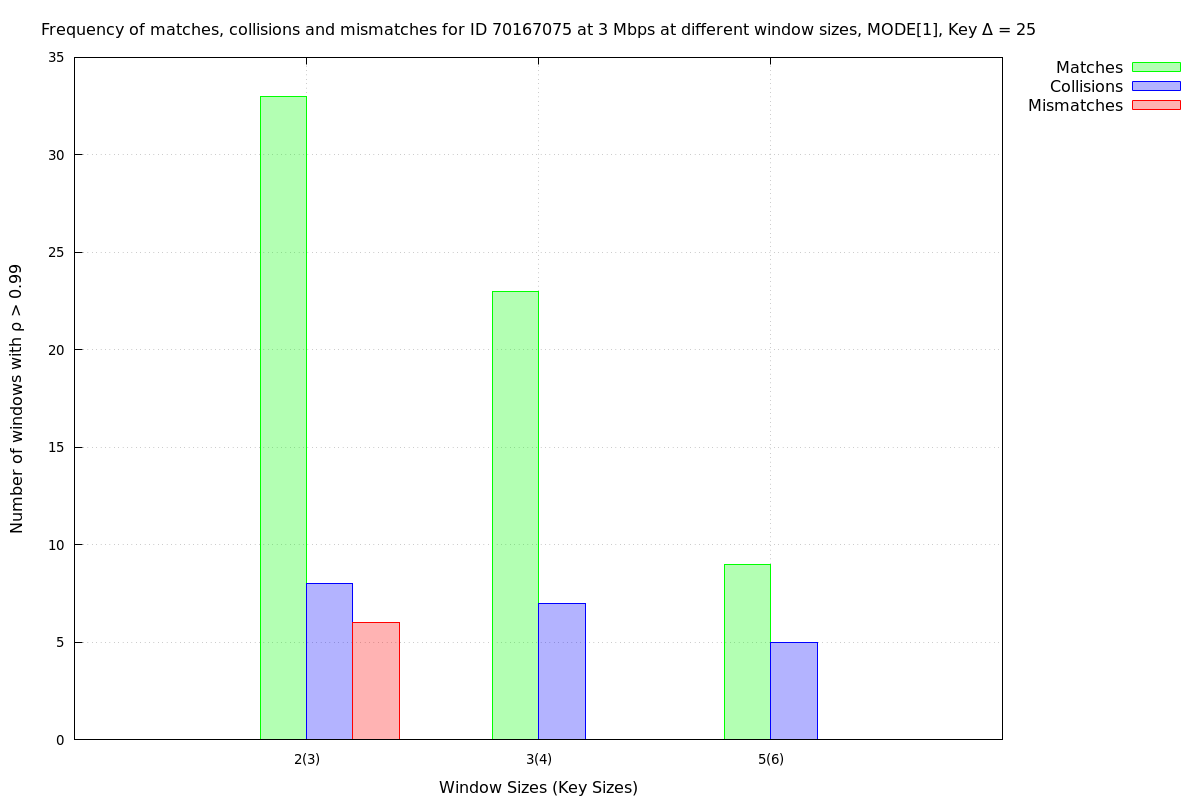 Frequency of matches, collisions and mismatches for ID 70167075 at 3 Mbps at different window sizes, MODE[1], Key Δ = 25
Matches
Collisions
Mismatches
Number of windows with ρ > 0.99
35
30
25
20
15
10
5
0
2(3)
3(4)
5(6)
Window Sizes (Key Sizes)